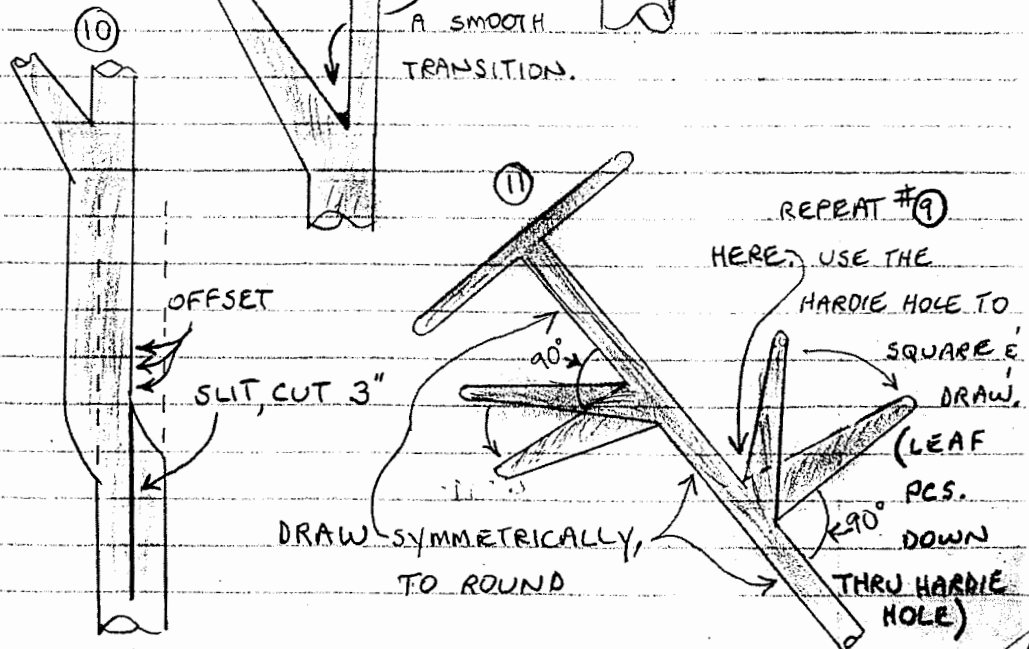 10
A SMOOTH
TRANSITION.
OFFSET
SLIT, CUT 3"
11
REPEAT #9
HERE. USE THE
HARDIE HOLE TO
SQUARE &
DRAW.
(LEAF
PCS.
DOWN
THRU HARDIE
HOLE)
90°
90°
DRAW SYMMETRICALLY,
TO ROUND